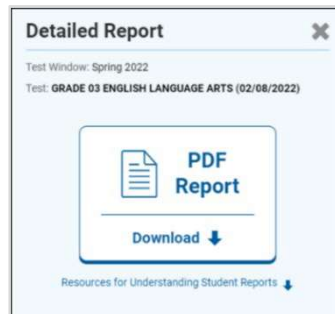 Detailed Report
Test Window: Spring 2022
Test: GRADE 03 ENGLISH LANGUAGE ARTS (02/08/2022)
PDF
Report
Download
Resources for Understanding Student Reports